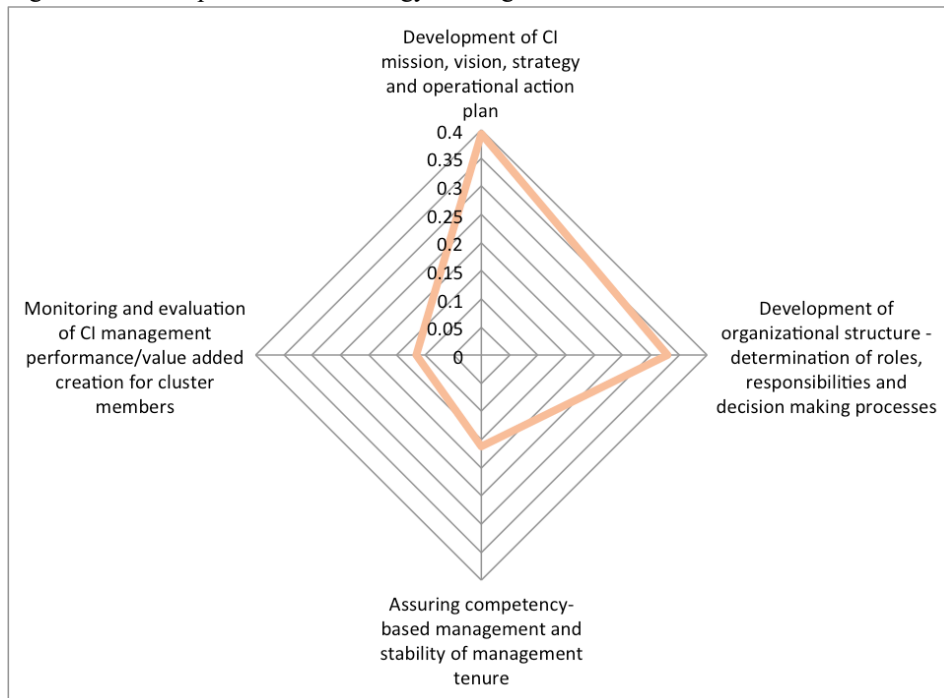 Development of CI
mission, vision, strategy
and operational action
plan
0.4
0.35
0.3
0.25
0.2
0.15
0.1
0.05
0
Monitoring and evaluation
of CI management
performance/value added
creation for cluster
members
Development of
organizational structure -
determination of roles,
responsibilities and
decision making processes
Assuring competency-
based management and
stability of management
tenure